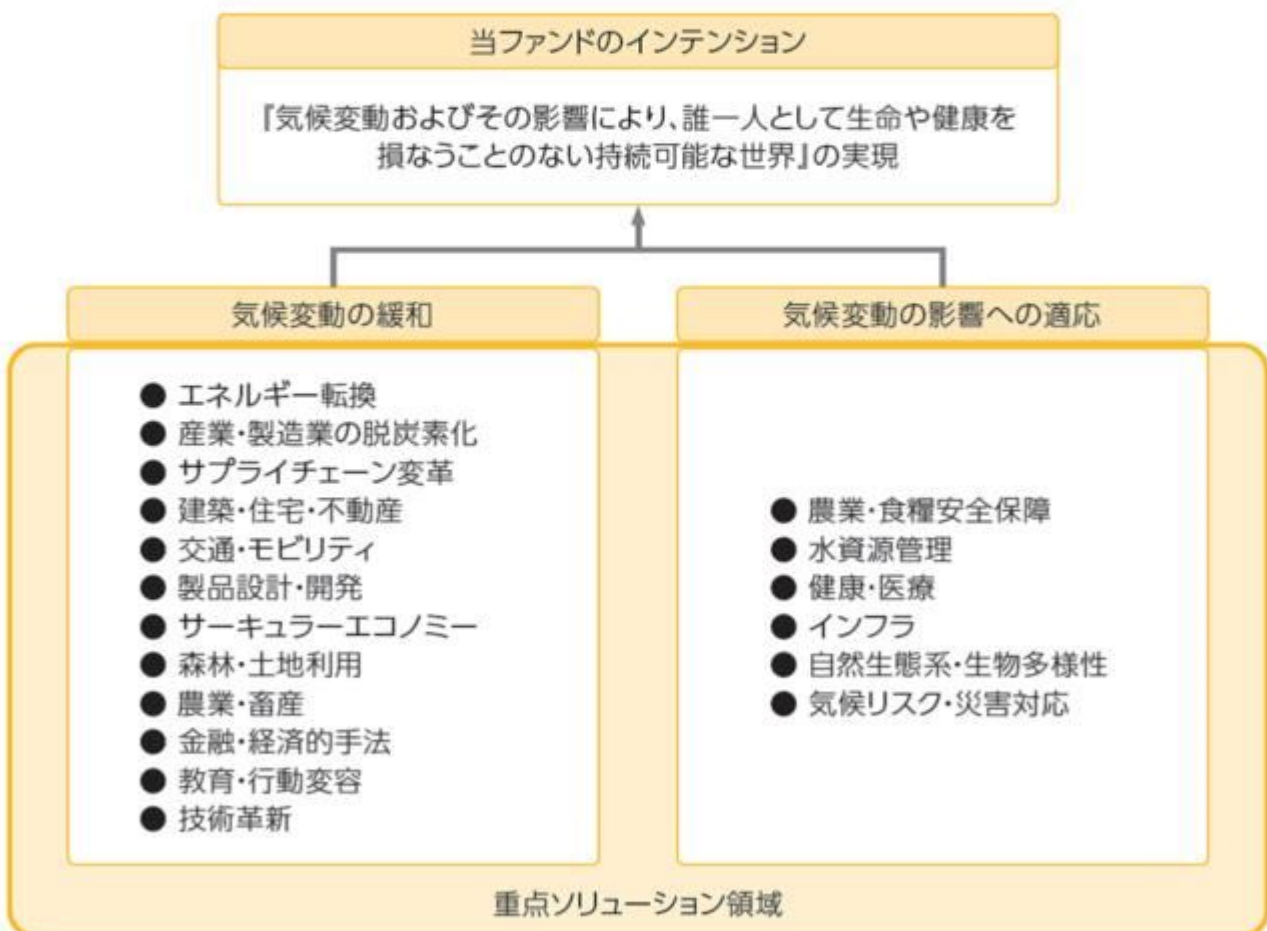 当ファンドのインテンション
『気候変動およびその影響により、誰一人として生命や健康を
損なうことのない持続可能な世界』の実現
気候変動の緩和
● エネルギー転換
● 産業・製造業の脱炭素化
● サプライチェーン変革
● 建築・住宅・不動産
● 交通・モビリティ
● 製品設計・開発
● サーキュラーエコノミー
● 森林・土地利用
● 農業・畜産
● 金融・経済的手法
● 教育・行動変容
● 技術革新
気候変動の影響への適応
● 農業・食糧安全保障
● 水資源管理
● 健康・医療
● インフラ
● 自然生態系・生物多様性
● 気候リスク・災害対応
重点ソリューション領域